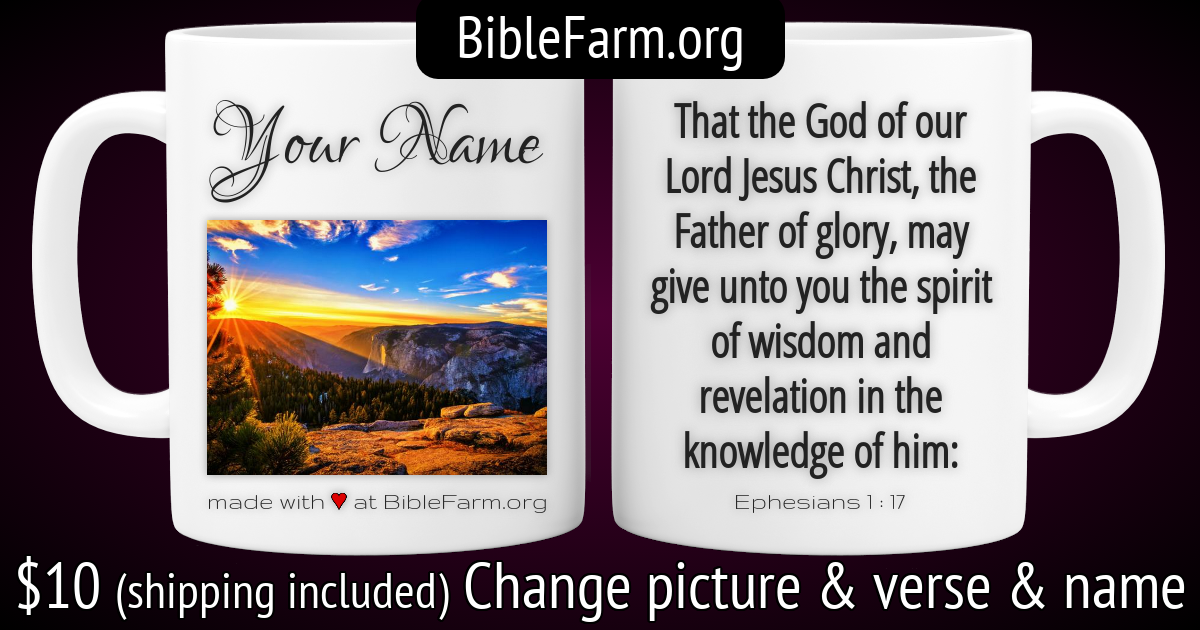 BibleFarm.org
Your Name
made with ♥ at BibleFarm.org
That the God of our
Lord Jesus Christ, the
Father of glory, may
give unto you the spirit
of wisdom and
revelation in the
knowledge of him:
Ephesians 1 : 17
$10 (shipping included) Change picture & verse & name